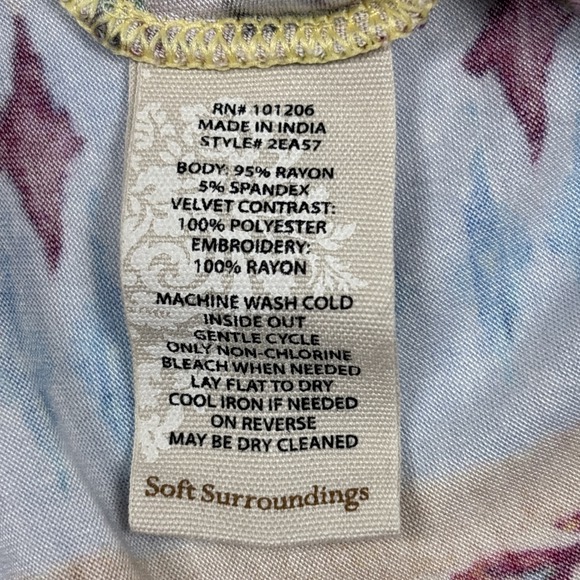 RN# 101206
MADE IN INDIA
STYLE# 2EA57
BODY: 95% RAYON
5% SPANDEX
VELVET CONTRAST:
100% POLYESTER
EMBROIDERY:
100% RAYON
MACHINE WASH COLD
INSIDE OUT
GENTLE CYCLE
ONLY NON-CHLORINE
BLEACH WHEN NEEDED
LAY FLAT TO DRY
COOL IRON IF NEEDED
ON REVERSE
MAY BE DRY CLEANED
Soft Surroundings